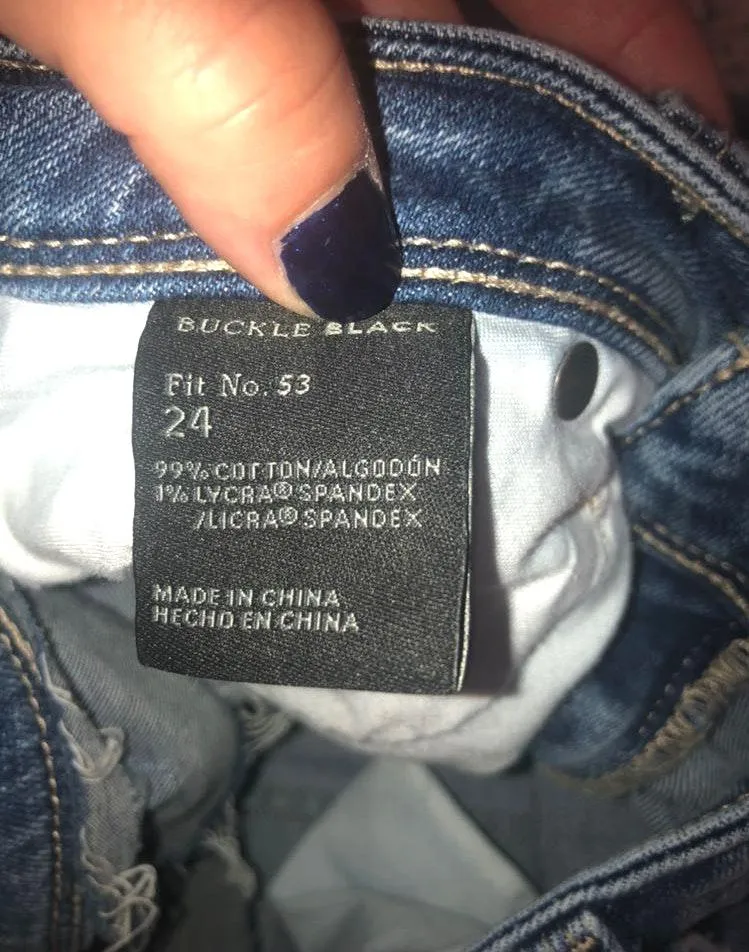 BUCKLE BLACK
Fit No. 53
24
99% COTTON/ALGODÓN
1% LYCRA® SPANDEX
/LICRA® SPANDEX
MADE IN CHINA
HECHO EN CHINA